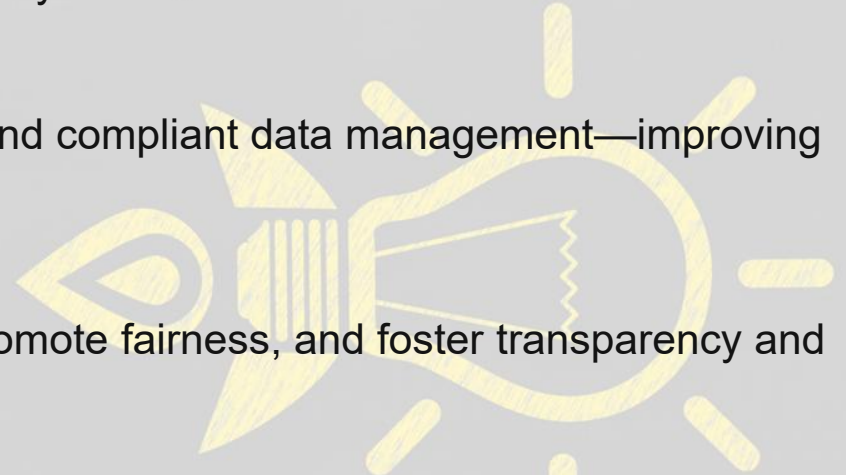 nd compliant data management—improving
omote fairness, and foster transparency and